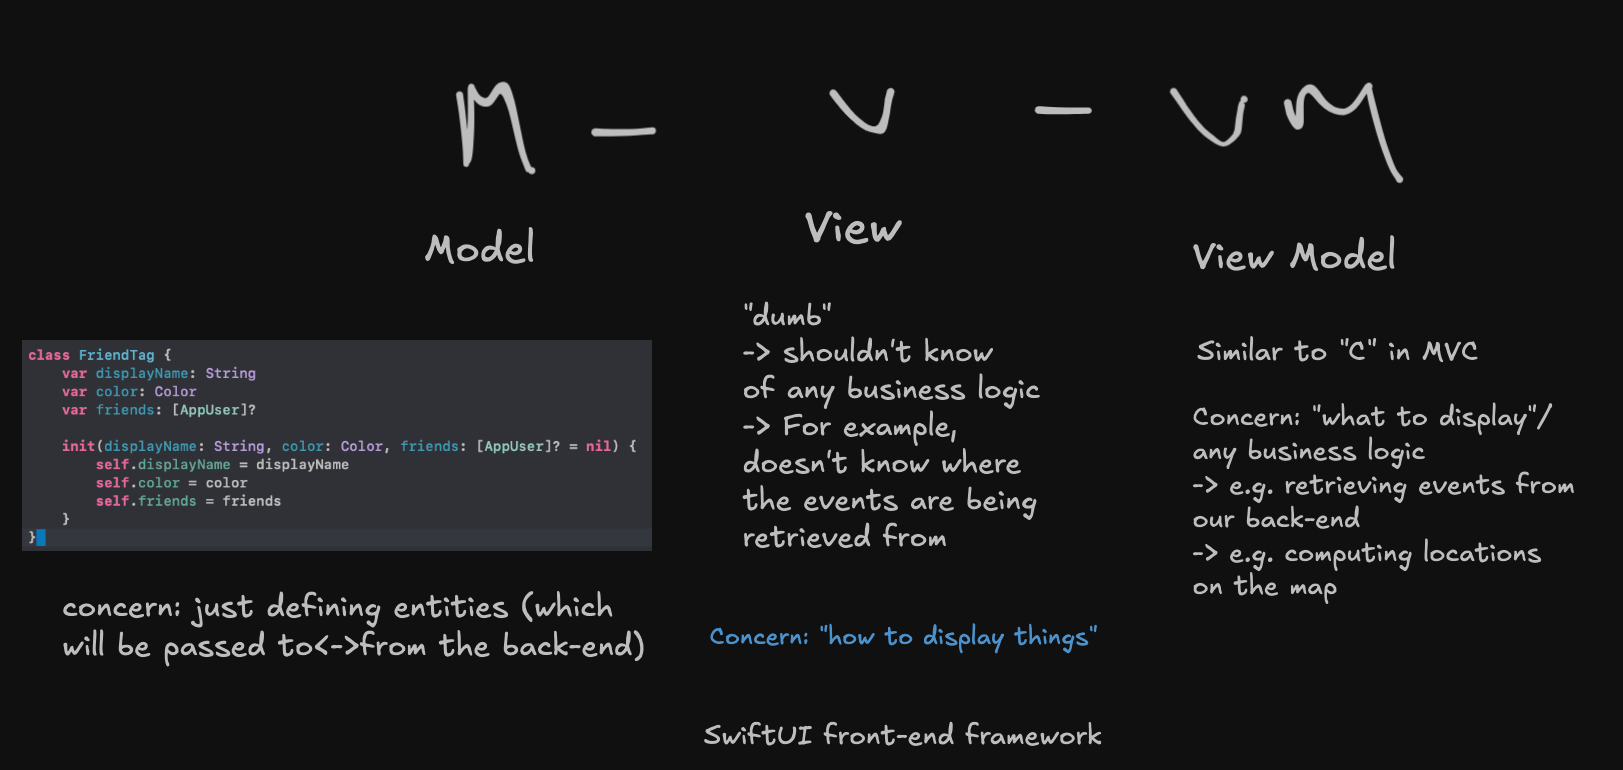 M - V - VM
Model
View
View Model
class FriendTag {
    var displayName: String
    var color: Color
    var friends: [AppUser]?
    init(displayName: String, color: Color, friends: [AppUser]? = nil) {
        self.displayName = displayName
        self.color = color
        self.friends = friends
    }
}
concern: just defining entities (which
will be passed to<->from the back-end)
"dumb"
-> shouldn't know
of any business logic
-> For example,
doesn't know where
the events are being
retrieved from
Concern: "how to display things"
SwiftUI front-end framework
Similar to "C" in MVC
Concern: "what to display"/
any business logic
-> e.g. retrieving events from
our back-end
-> e.g. computing locations
on the map